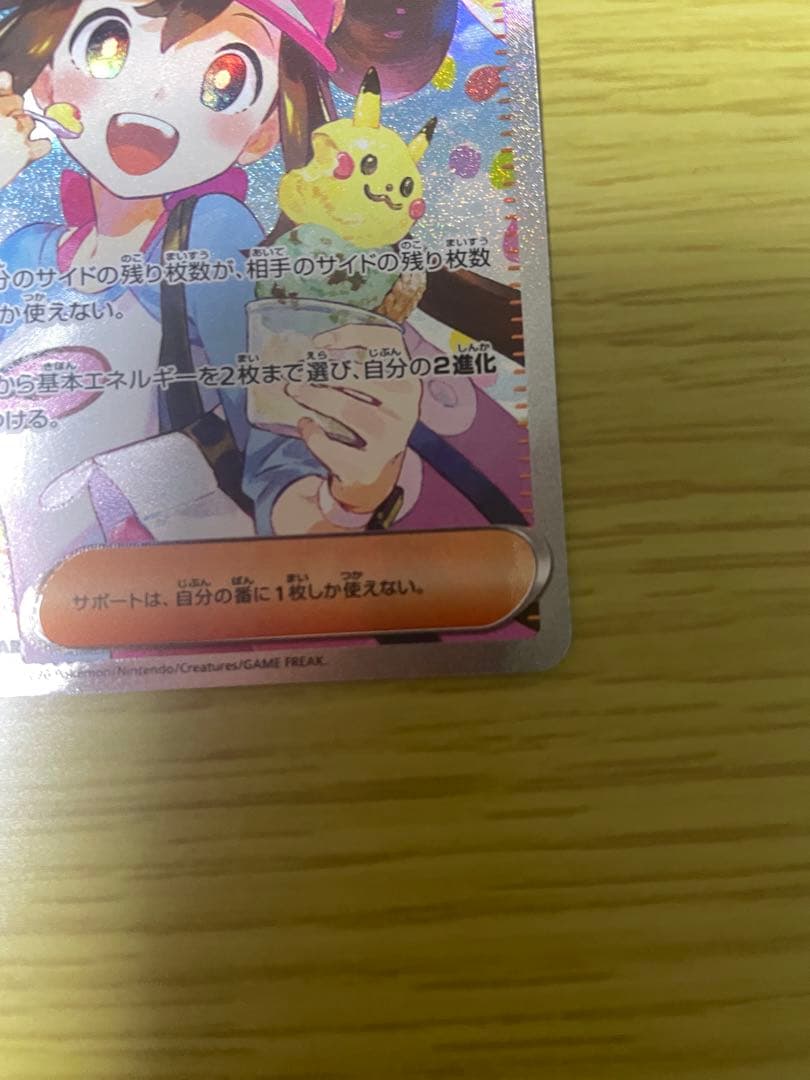 分のサイドの残り枚数が、相手のサイドの残り枚数
か使えない。
から基本エネルギーを2枚まで選び、自分の2進化
つける。
サポートは、自分の番に1枚しか使えない。
Pokémon/Nintendo/Creatures/GAME FREAK.